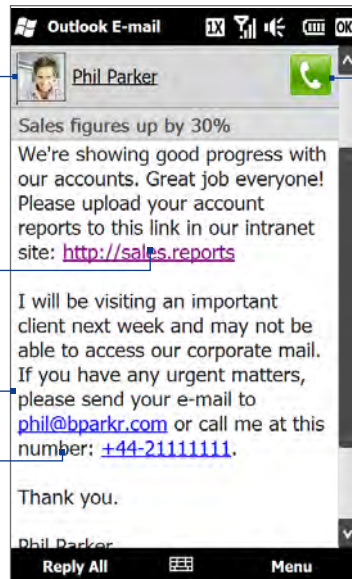 Outlook E-mail 1X OK
Phil Parker
Sales figures up by 30%
We're showing good progress with
our accounts. Great job everyone!
Please upload your account
reports to this link in our intranet
site: http://sales.reports
I will be visiting an important
client next week and may not be
able to access our corporate mail.
If you have any urgent matters,
please send your e-mail to
phil@bparkr.com or call me at this
number: +44-21111111.
Thank you.
Phil Parker
Reply All Menu